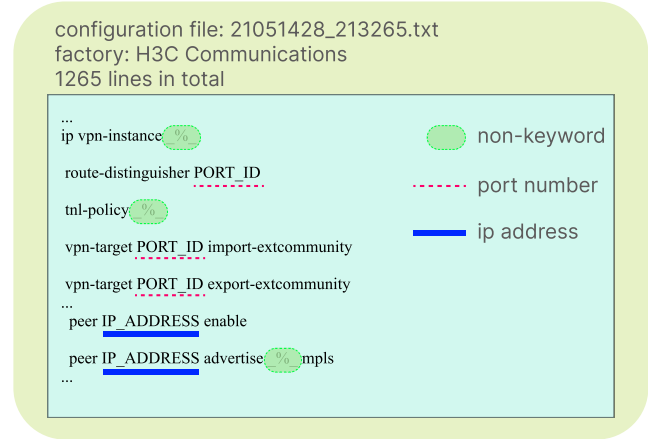 configuration file: 21051428_213265.txt
factory: H3C Communications
1265 lines in total
...
ip vpn-instance _%_
route-distinguisher PORT_ID
tnl-policy _%_
vpn-target PORT_ID import-extcommunity
vpn-target PORT_ID export-extcommunity
...
peer IP_ADDRESS enable
peer IP_ADDRESS advertise _%_ mpls
...
non-keyword
port number
ip address